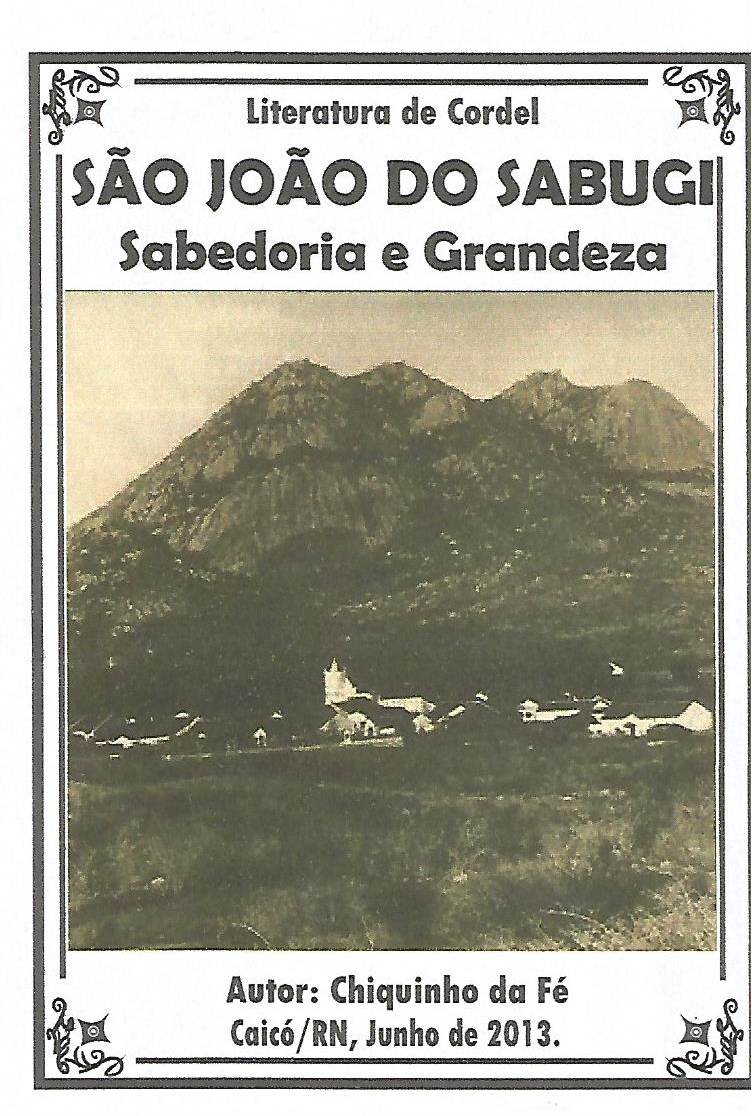 Literatura de Cordel
SÃO JOÃO DO SABUGI
Sabedoria e Grandeza
Autor: Chiquinho da Fé
Caicó/RN, Junho de 2013.